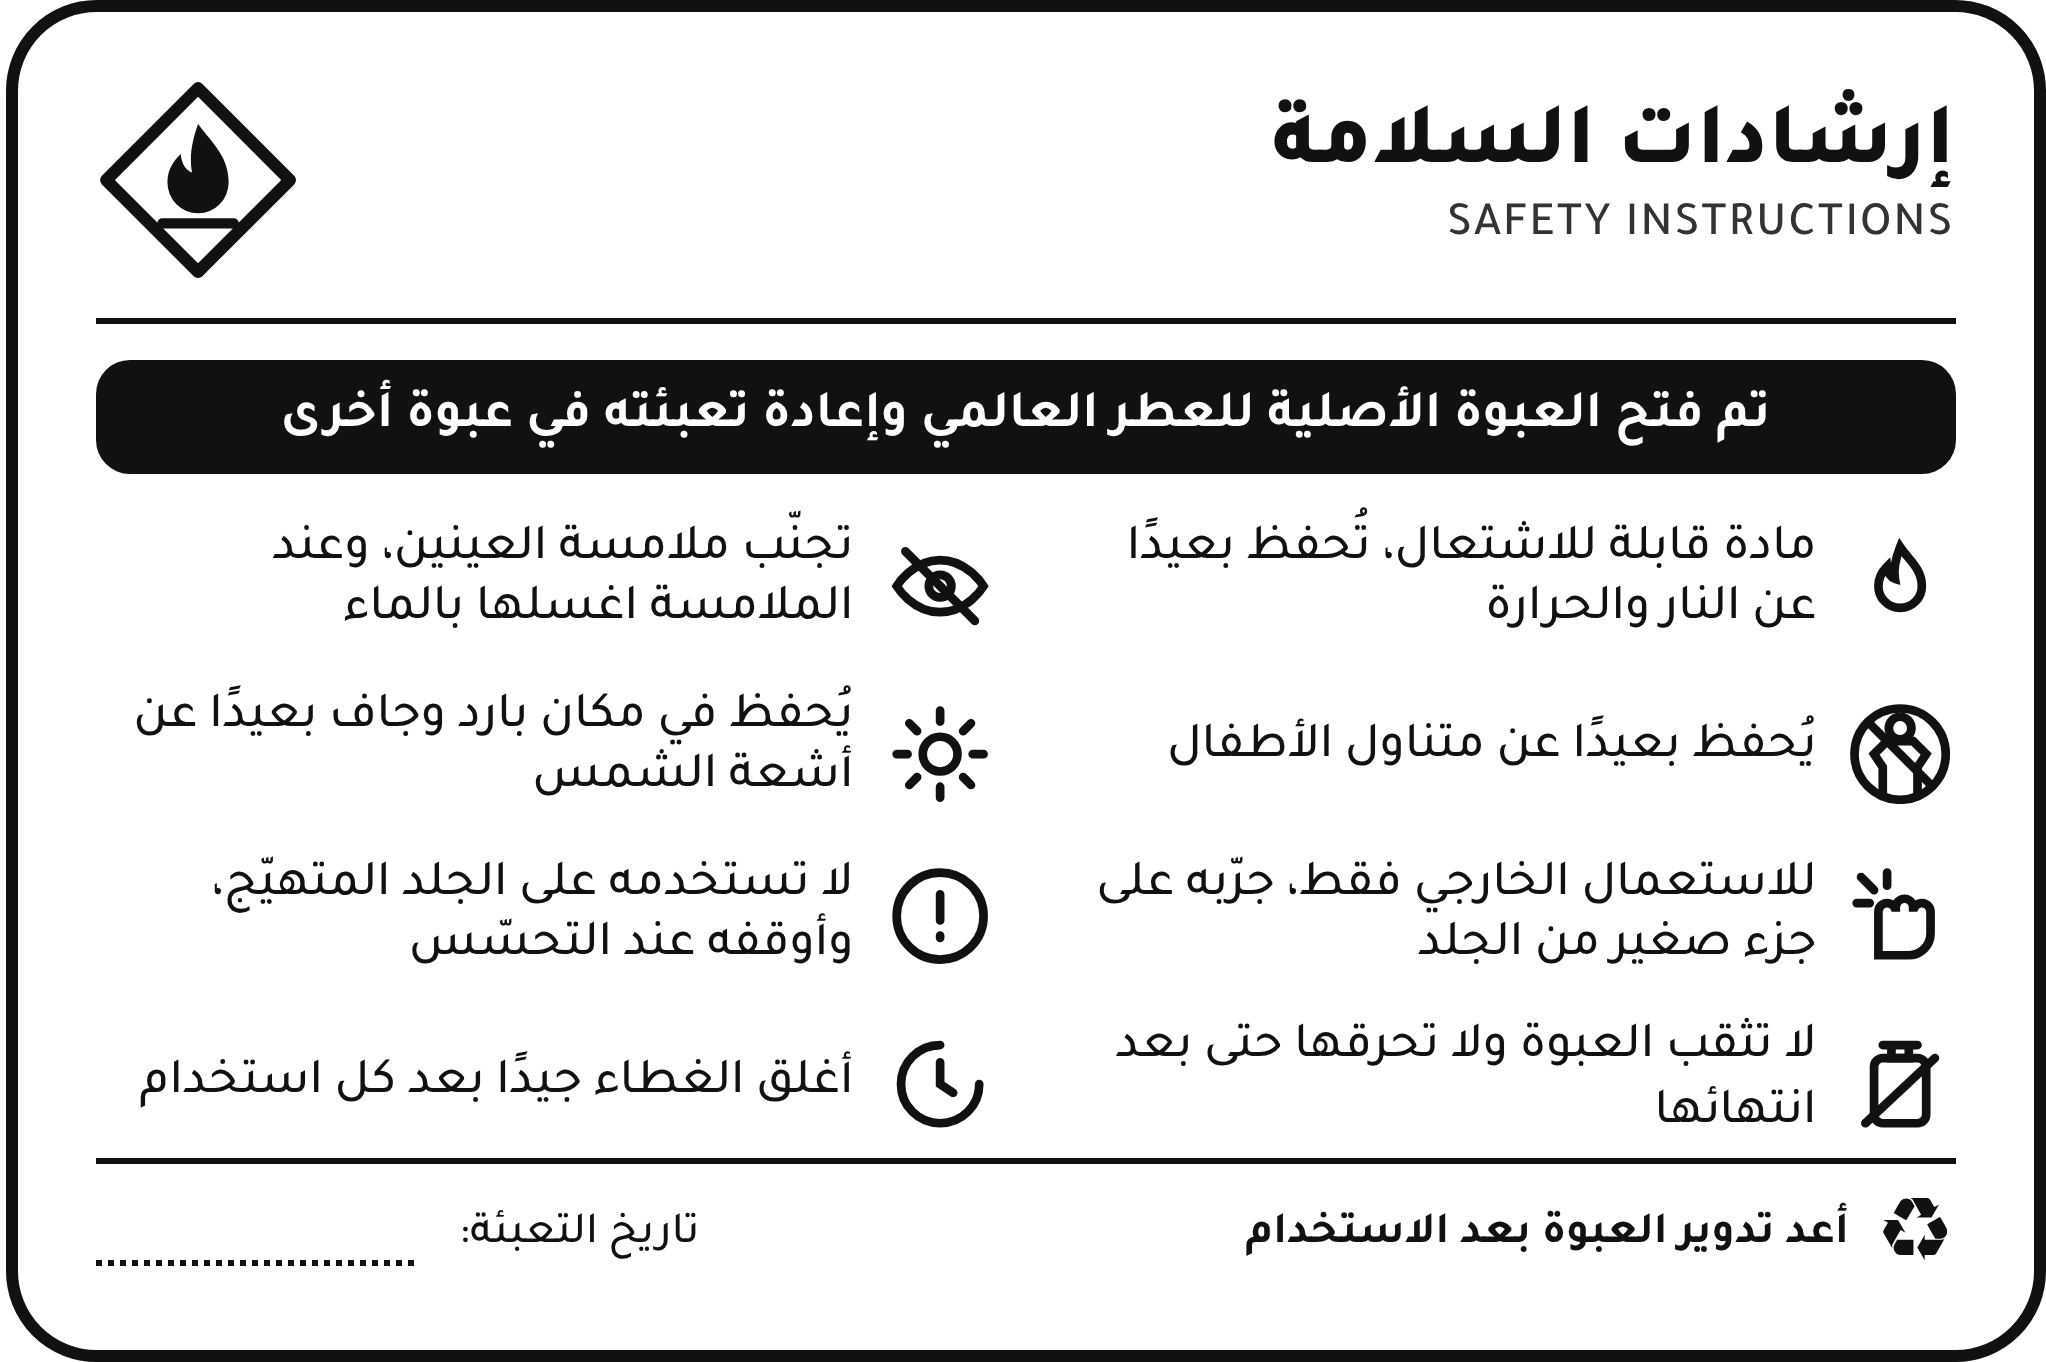 إرشادات السلامة
SAFETY INSTRUCTIONS
تم فتح العبوة الأصلية للعطر العالمي وإعادة تعبئته في عبوة أخرى
مادة قابلة للاشتعال، تُحفظ بعيدًا
عن النار والحرارة
تجنّب ملامسة العينين، وعند
الملامسة اغسلها بالماء
يُحفظ بعيدًا عن متناول الأطفال
يُحفظ في مكان بارد وجاف بعيدًا عن
أشعة الشمس
للاستعمال الخارجي فقط، جرّبه على
جزء صغير من الجلد
لا تستخدمه على الجلد المتهيّج،
وأوقفه عند التحسّس
لا تثقب العبوة ولا تحرقها حتى بعد
انتهائها
أغلق الغطاء جيدًا بعد كل استخدام
أعد تدوير العبوة بعد الاستخدام
تاريخ التعبئة: